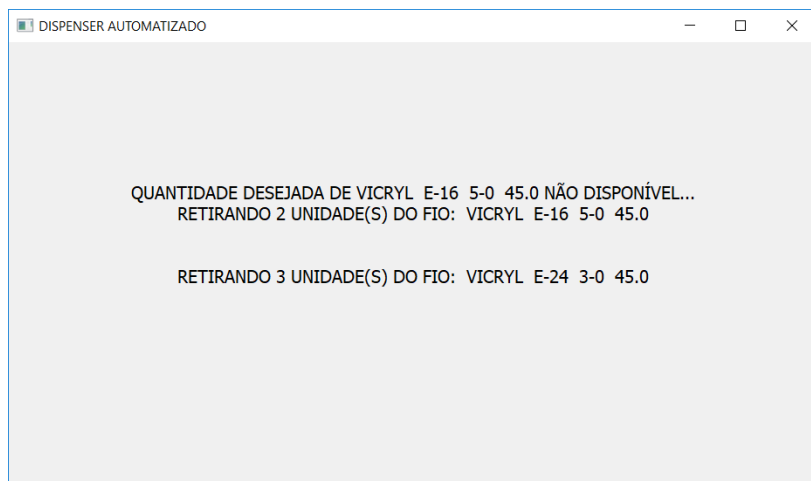 DISPENSER AUTOMATIZADO
QUANTIDADE DESEJADA DE VICRYL E-16 5-0 45.0 NÃO DISPONÍVEL...
RETIRANDO 2 UNIDADE(S) DO FIO: VICRYL E-16 5-0 45.0
RETIRANDO 3 UNIDADE(S) DO FIO: VICRYL E-24 3-0 45.0